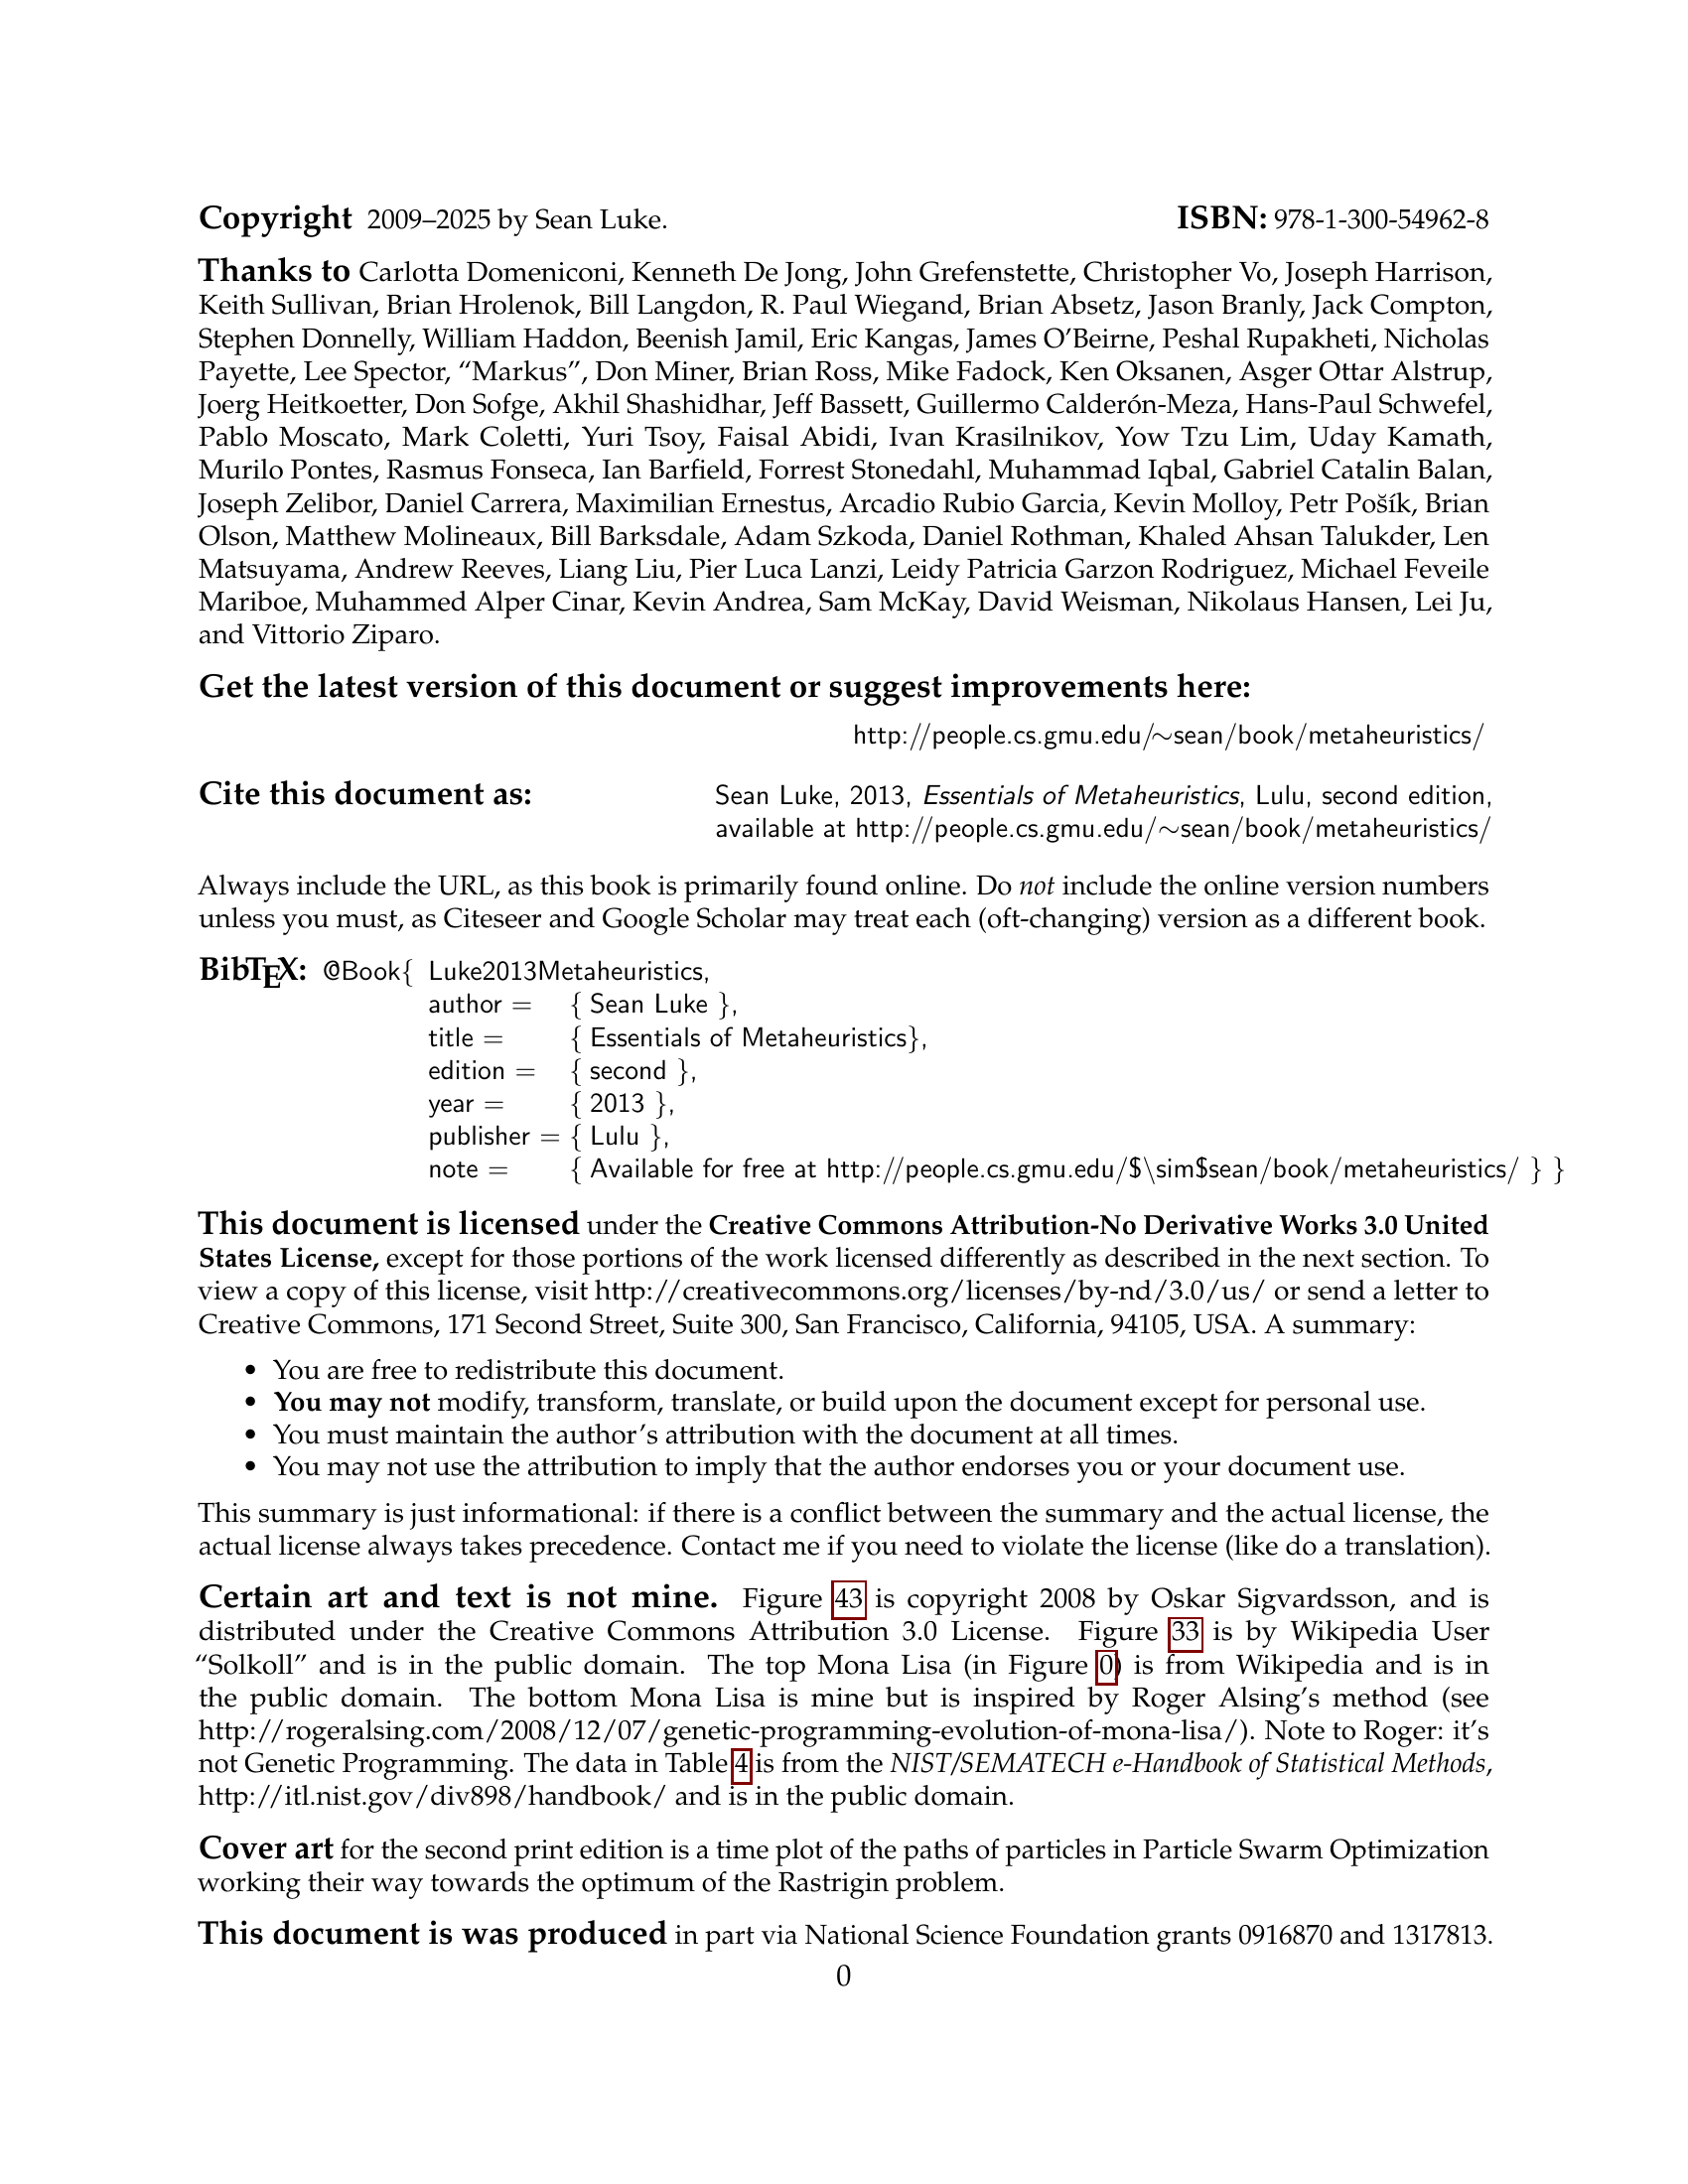 Copyright 2009–2025 by Sean Luke. ISBN: 978-1-300-54962-8
Thanks to Carlotta Domeniconi, Kenneth De Jong, John Grefenstette, Christopher Vo, Joseph Harrison,
Keith Sullivan, Brian Hrolenok, Bill Langdon, R. Paul Wiegand, Brian Absetz, Jason Branly, Jack Compton,
Stephen Donnelly, William Haddon, Beenish Jamil, Eric Kangas, James O’Beirne, Peshal Rupakheti, Nicholas
Payette, Lee Spector, “Markus”, Don Miner, Brian Ross, Mike Fadock, Ken Oksanen, Asger Ottar Alstrup,
Joerg Heitkoetter, Don Sofge, Akhil Shashidhar, Jeff Bassett, Guillermo Calderón-Meza, Hans-Paul Schwefel,
Pablo Moscato, Mark Coletti, Yuri Tsoy, Faisal Abidi, Ivan Krasilnikov, Yow Tzu Lim, Uday Kamath,
Murilo Pontes, Rasmus Fonseca, Ian Barfield, Forrest Stonedahl, Muhammad Iqbal, Gabriel Catalin Balan,
Joseph Zelibor, Daniel Carrera, Maximilian Ernestus, Arcadio Rubio Garcia, Kevin Molloy, Petr Pošík, Brian
Olson, Matthew Molineaux, Bill Barksdale, Adam Szkoda, Daniel Rothman, Khaled Ahsan Talukder, Len
Matsuyama, Andrew Reeves, Liang Liu, Pier Luca Lanzi, Leidy Patricia Garzon Rodriguez, Michael Feveile
Mariboe, Muhammed Alper Cinar, Kevin Andrea, Sam McKay, David Weisman, Nikolaus Hansen, Lei Ju,
and Vittorio Ziparo.
Get the latest version of this document or suggest improvements here:
http://people.cs.gmu.edu/∼sean/book/metaheuristics/
Cite this document as: Sean Luke, 2013, Essentials of Metaheuristics, Lulu, second edition,
available at http://people.cs.gmu.edu/∼sean/book/metaheuristics/
Always include the URL, as this book is primarily found online. Do not include the online version numbers
unless you must, as Citeseer and Google Scholar may treat each (oft-changing) version as a different book.
BibTEX: @Book{ Luke2013Metaheuristics,
author = { Sean Luke },
title = { Essentials of Metaheuristics},
edition = { second },
year = { 2013 },
publisher = { Lulu },
note = { Available for free at http://people.cs.gmu.edu/$\sim$sean/book/metaheuristics/ } }
This document is licensed under the Creative Commons Attribution-No Derivative Works 3.0 United
States License, except for those portions of the work licensed differently as described in the next section. To
view a copy of this license, visit http://creativecommons.org/licenses/by-nd/3.0/us/ or send a letter to
Creative Commons, 171 Second Street, Suite 300, San Francisco, California, 94105, USA. A summary:
• You are free to redistribute this document.
• You may not modify, transform, translate, or build upon the document except for personal use.
• You must maintain the author’s attribution with the document at all times.
• You may not use the attribution to imply that the author endorses you or your document use.
This summary is just informational: if there is a conflict between the summary and the actual license, the
actual license always takes precedence. Contact me if you need to violate the license (like do a translation).
Certain art and text is not mine. Figure 43 is copyright 2008 by Oskar Sigvardsson, and is
distributed under the Creative Commons Attribution 3.0 License. Figure 33 is by Wikipedia User
“Solkoll” and is in the public domain. The top Mona Lisa (in Figure 0) is from Wikipedia and is in
the public domain. The bottom Mona Lisa is mine but is inspired by Roger Alsing’s method (see
http://rogeralsing.com/2008/12/07/genetic-programming-evolution-of-mona-lisa/). Note to Roger: it’s
not Genetic Programming. The data in Table 4 is from the NIST/SEMATECH e-Handbook of Statistical Methods,
http://itl.nist.gov/div898/handbook/ and is in the public domain.
Cover art for the second print edition is a time plot of the paths of particles in Particle Swarm Optimization
working their way towards the optimum of the Rastrigin problem.
This document is was produced in part via National Science Foundation grants 0916870 and 1317813.
0